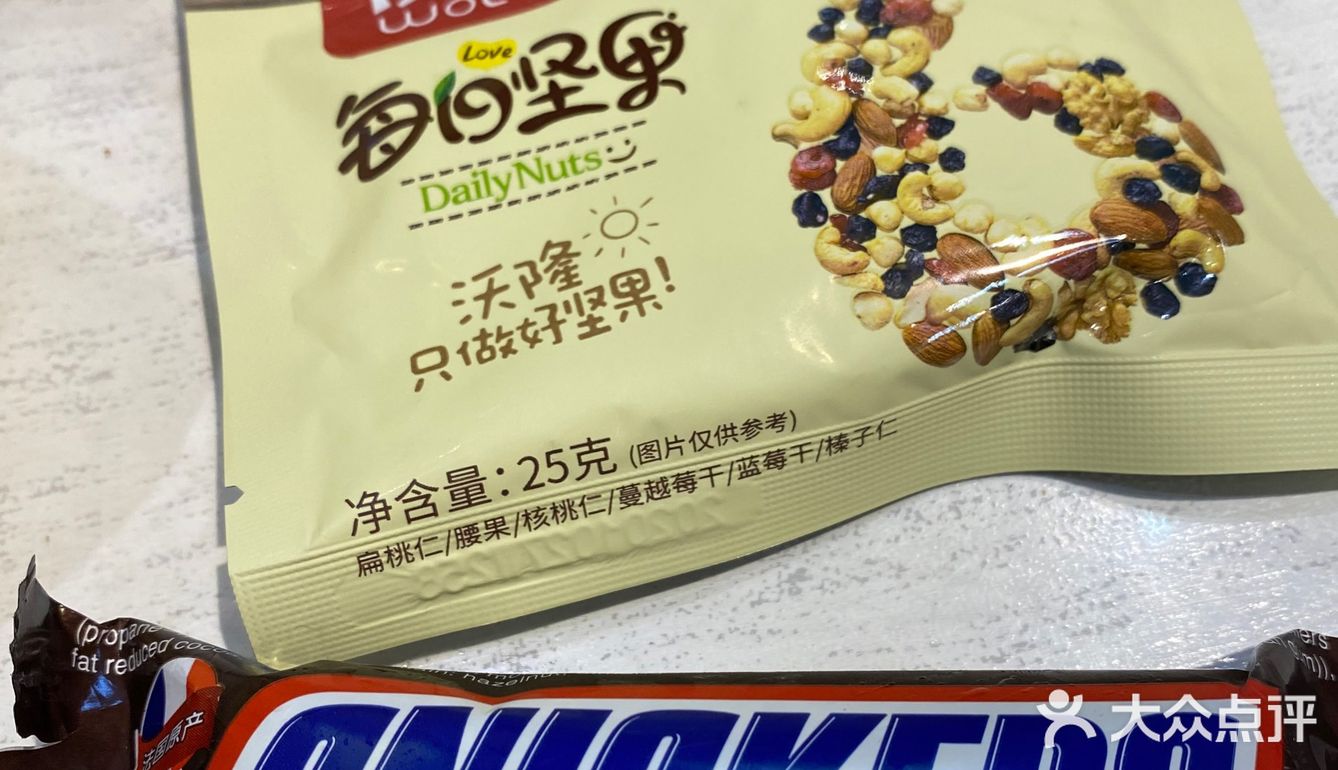 Love
每日坚果
Daily Nuts
沃隆
只做好坚果!
净含量:25克 (图片仅供参考)
扁桃仁/腰果/核桃仁/蔓越莓干/蓝莓干/榛子仁
fat reduced
法国原产
大众点评